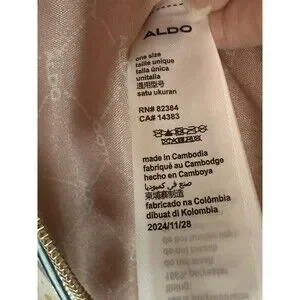 ALDO
one size
taille unique
talla única
unitalla
通用型号
satu ukuran
RN# 82384
CA# 14383
made in Cambodia
fabriqué au Cambodge
hecho en Camboya
صنع في كمبوديا
柬埔寨制造
fabricado na Colômbia
dibuat di Kolombia
2024/11/28